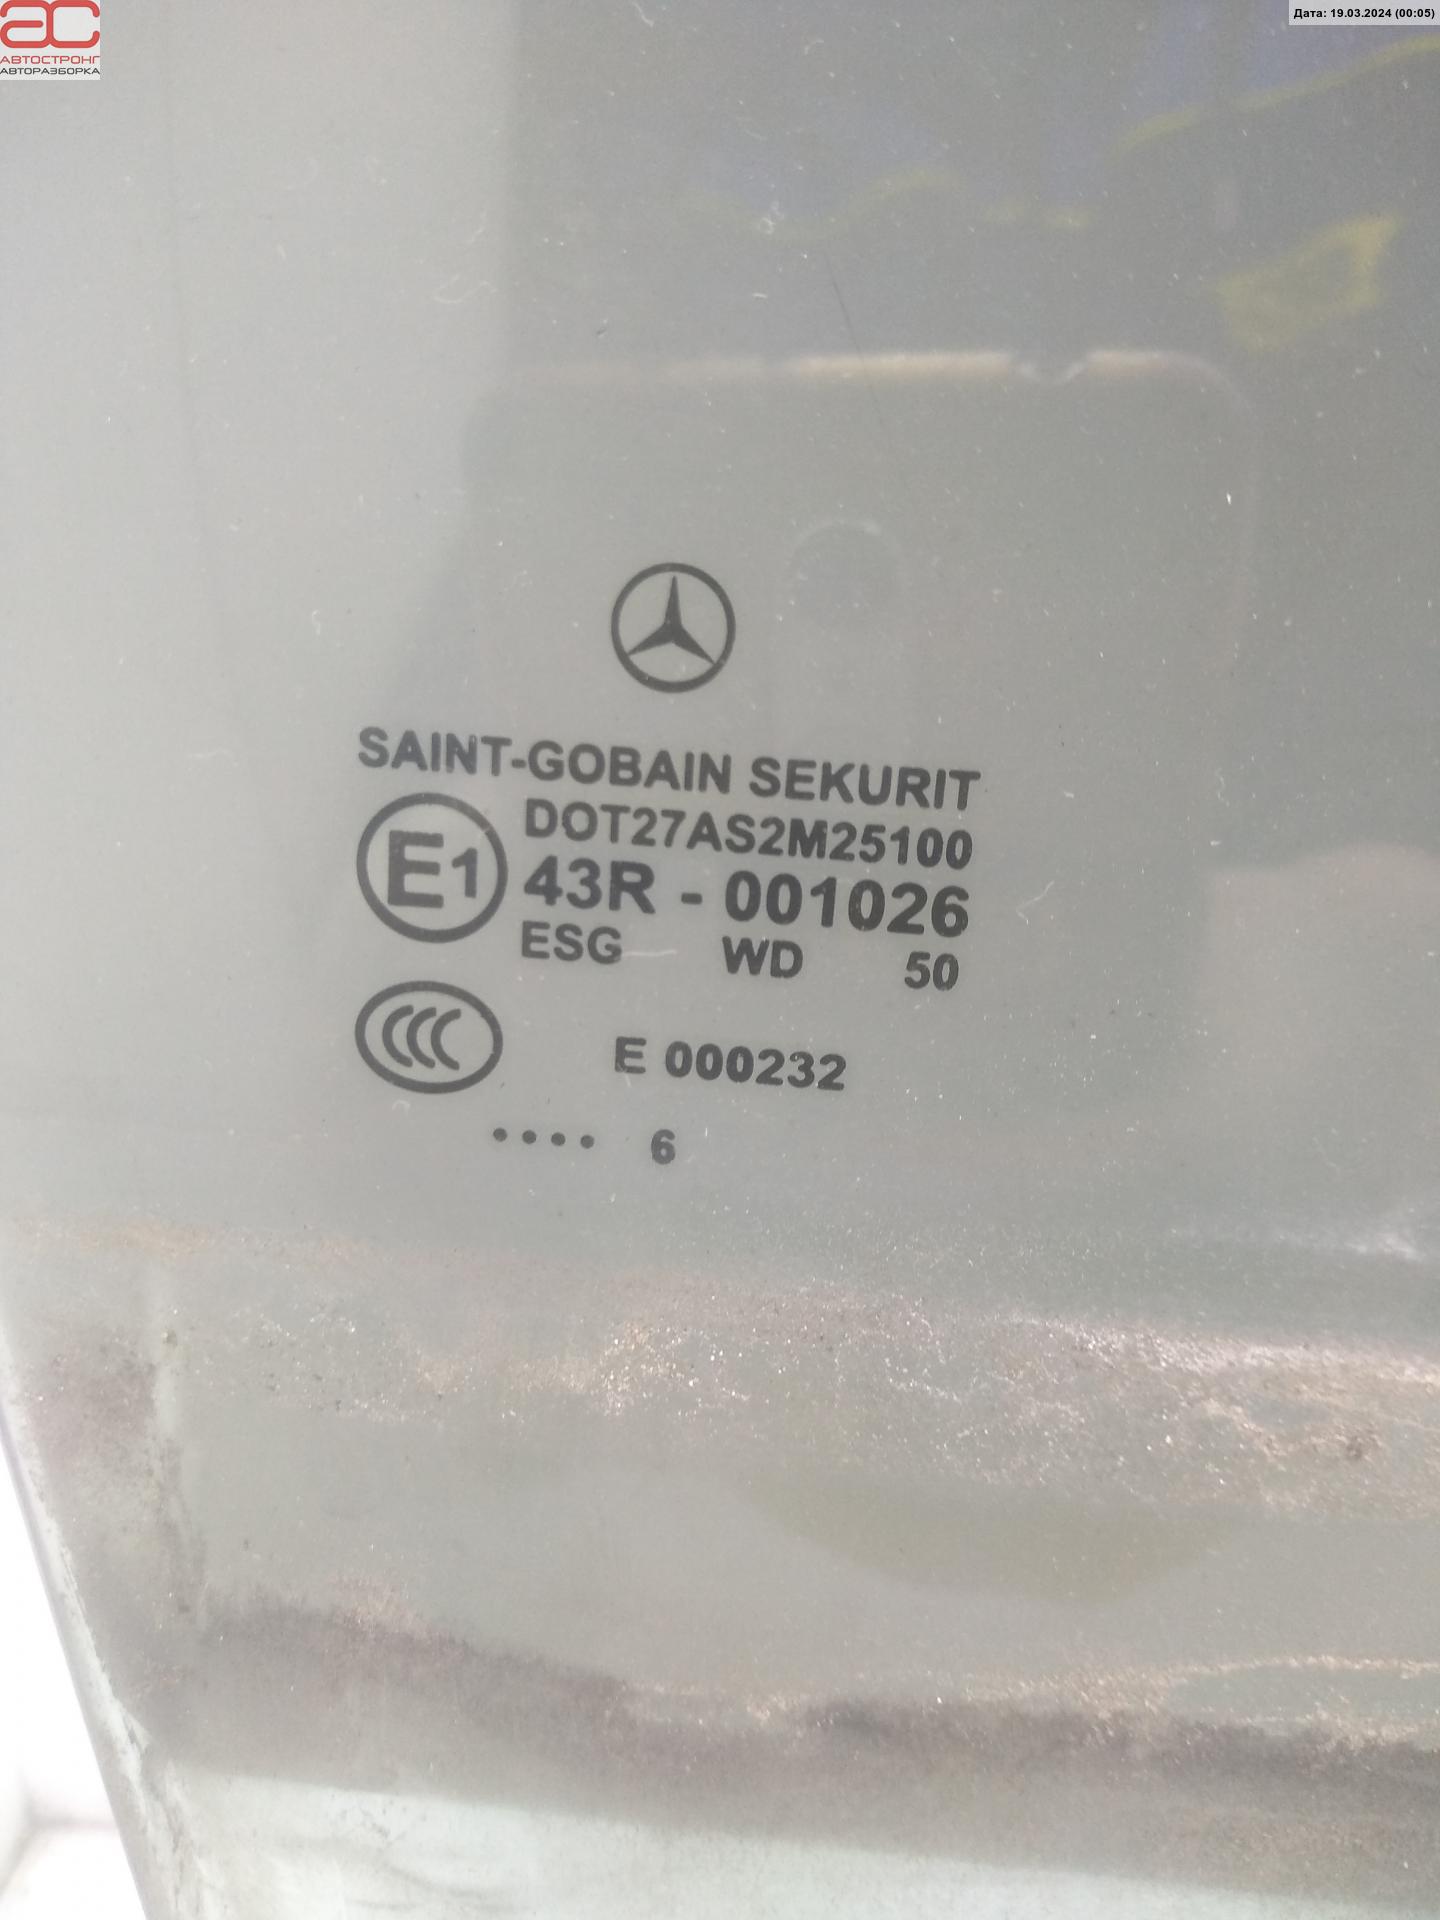 АВТОСТРОНГ
АВТОРАЗБОРКА
Дата: 19.03.2024 (00:05)
SAINT-GOBAIN SEKURIT
DOT27AS2M25100
E1 43R - 001026
ESG WD 50
CCC E 000232
•••• 6